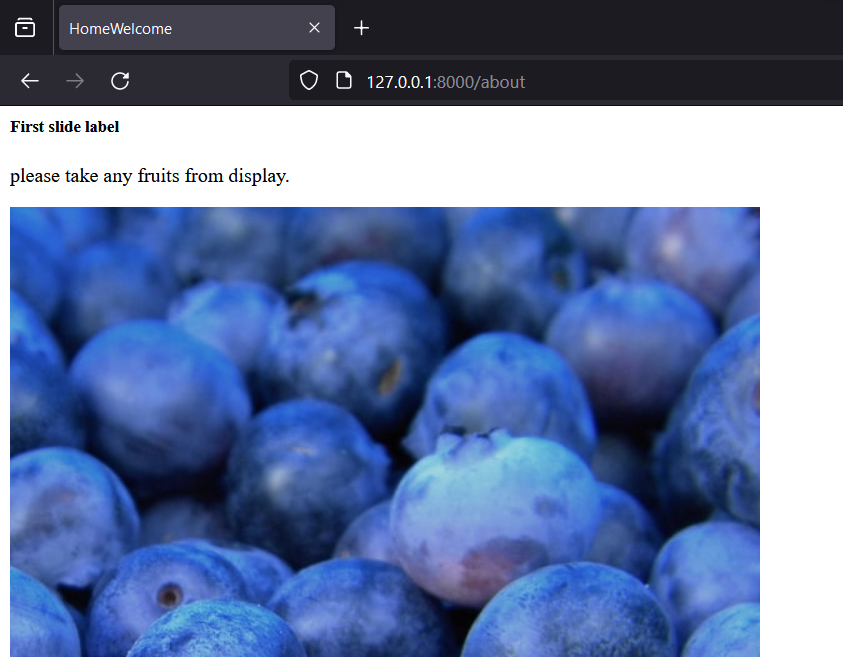 HomeWelcome
127.0.0.1:8000/about
First slide label
please take any fruits from display.